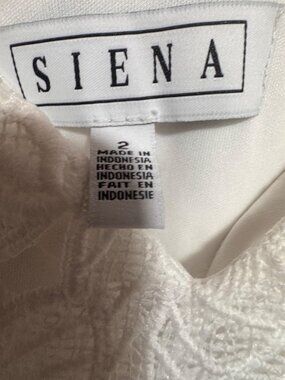 SIENA
2
MADE IN
INDONESIA
HECHO EN
INDONESIA
FAIT EN
INDONESIE